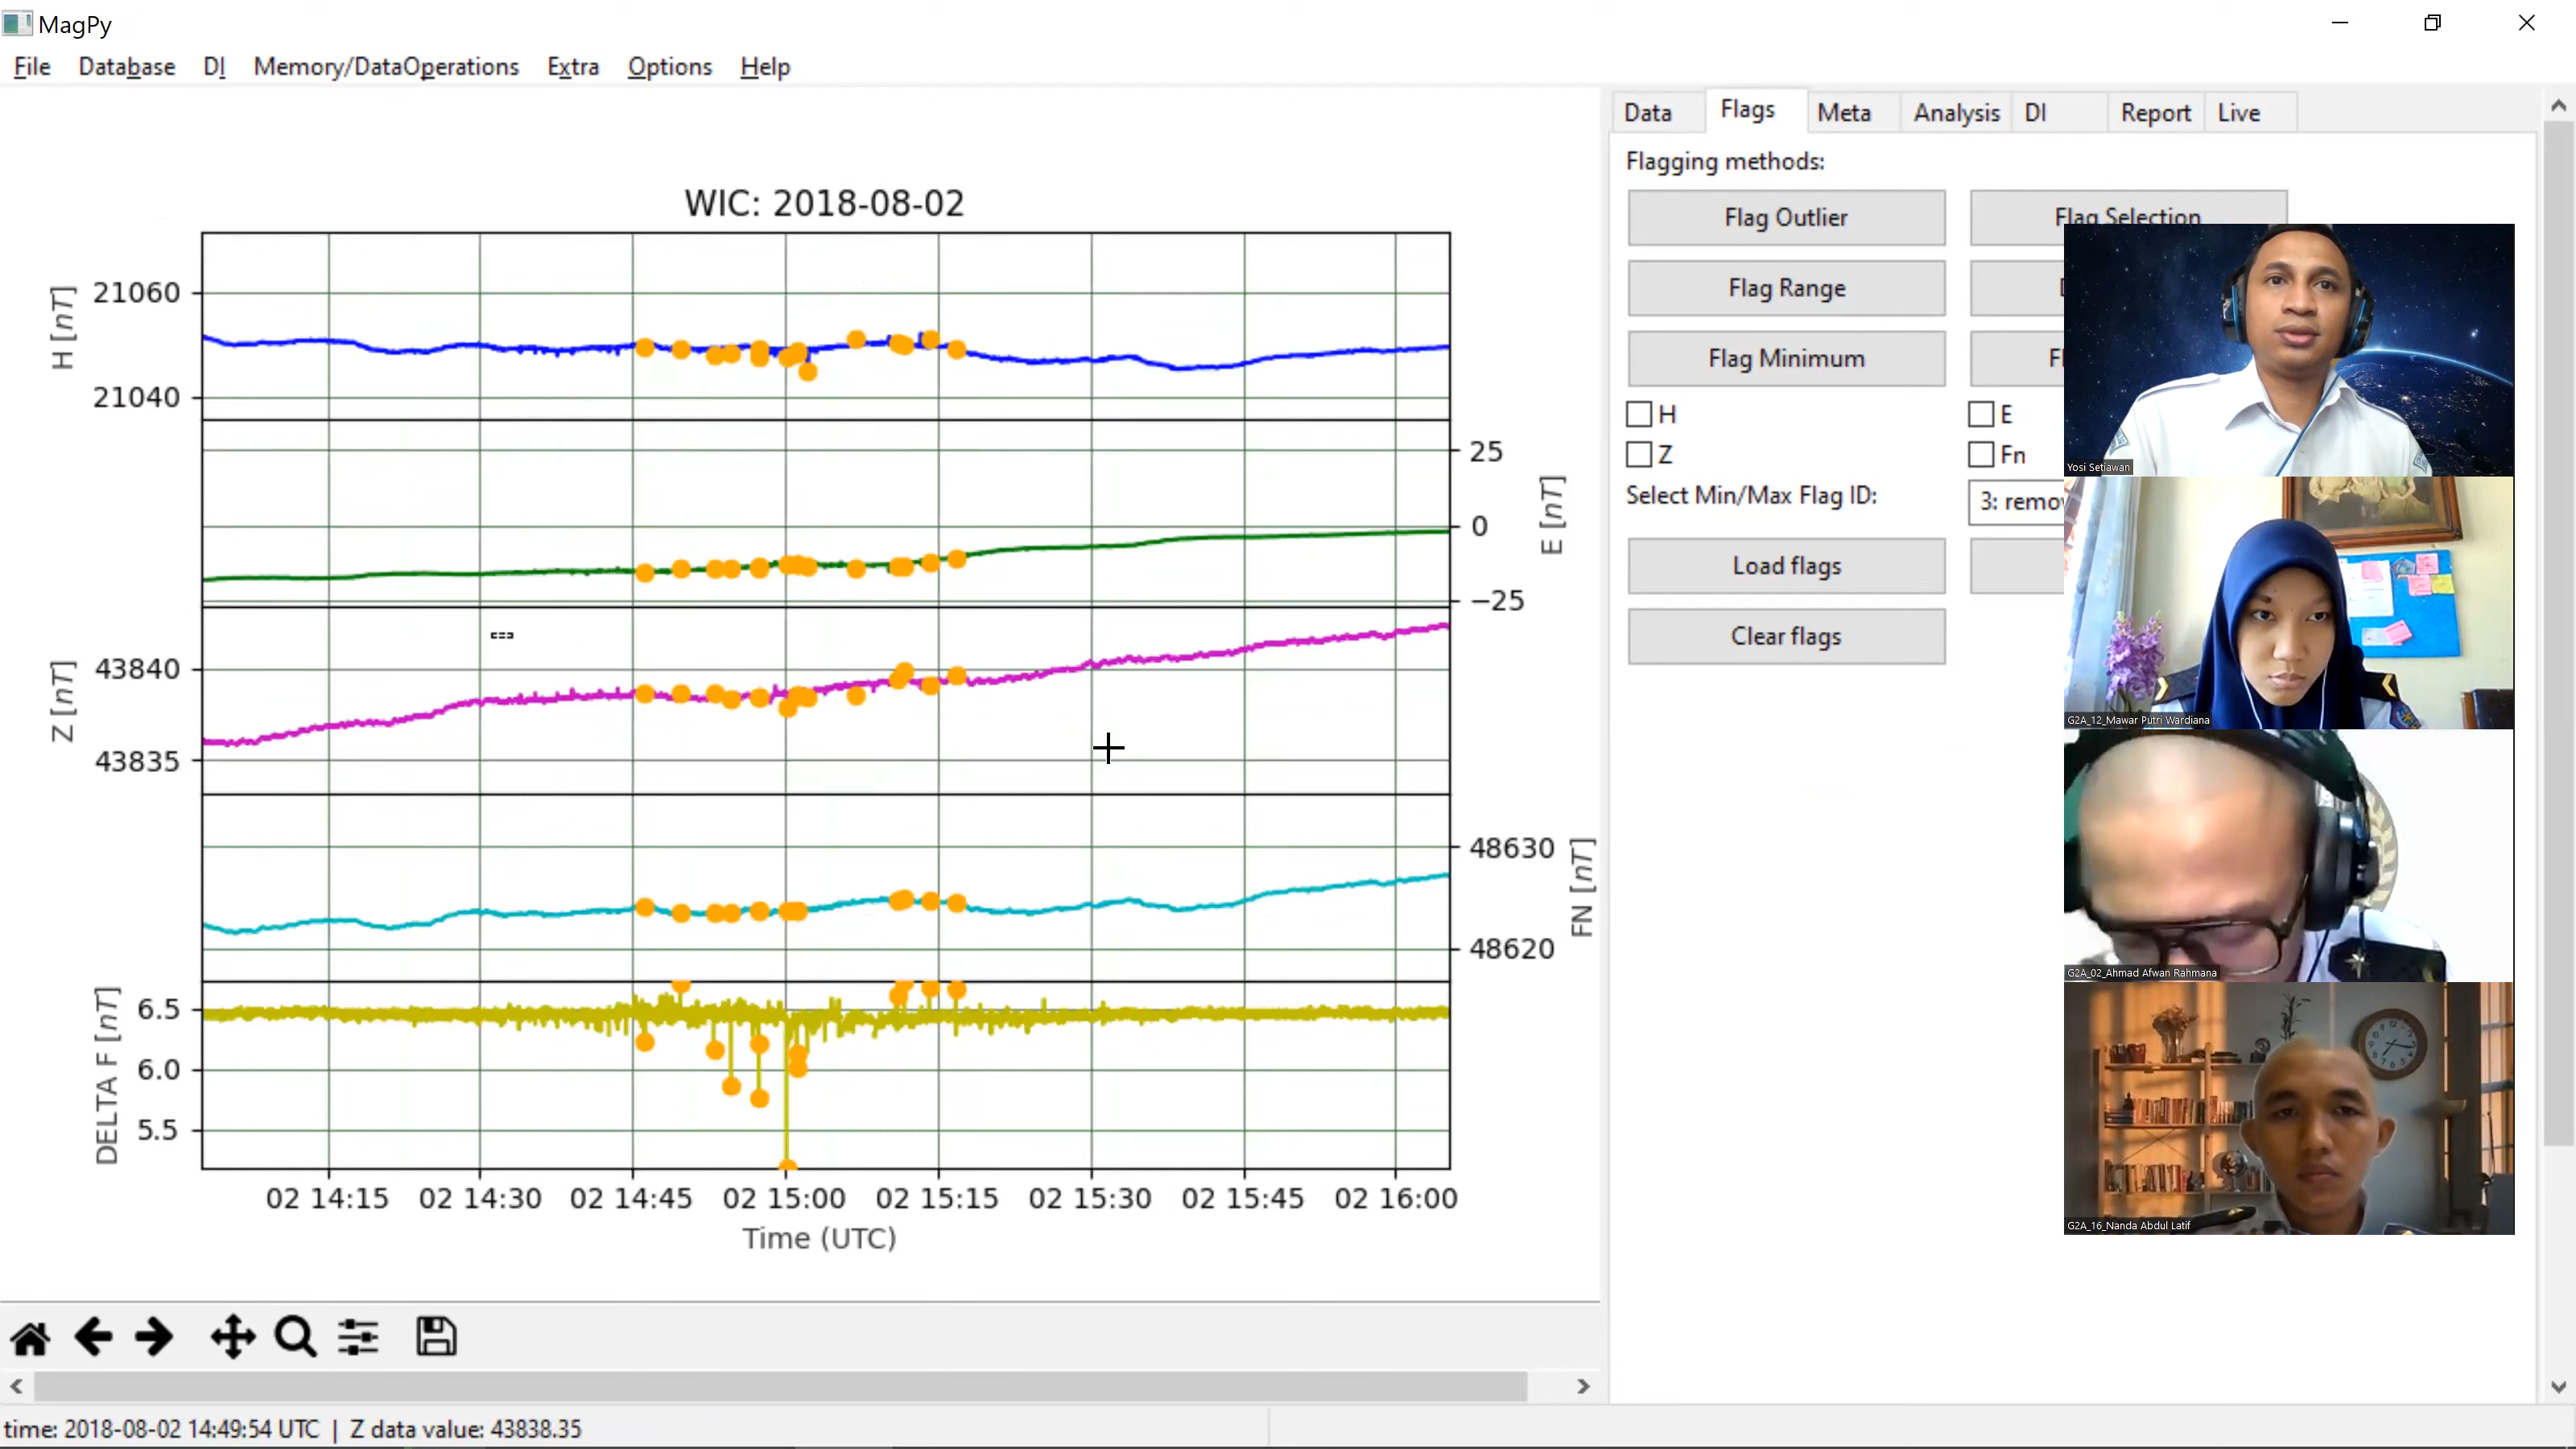 MagPy
File Database DI Memory/DataOperations Extra Options Help
Data Flags Meta Analysis DI Report Live
Flagging methods:
Flag Outlier Flag Selection
Flag Range
Flag Minimum
H E
Z Fn
Select Min/Max Flag ID: 3: remo
Load flags
Clear flags
WIC: 2018-08-02
H [nT]
21060
21040
25
0
−25
E [nT]
Z [nT]
43840
43835
48630
48620
FN [nT]
DELTA F [nT]
6.5
6.0
5.5
02 14:15 02 14:30 02 14:45 02 15:00 02 15:15 02 15:30 02 15:45 02 16:00
Time (UTC)
Yosi Setiawan
G2A_12_Mawar Putri Wardiana
G2A_02_Ahmad Afwan Rahmana
G2A_16_Nanda Abdul Latif
time: 2018-08-02 14:49:54 UTC | Z data value: 43838.35